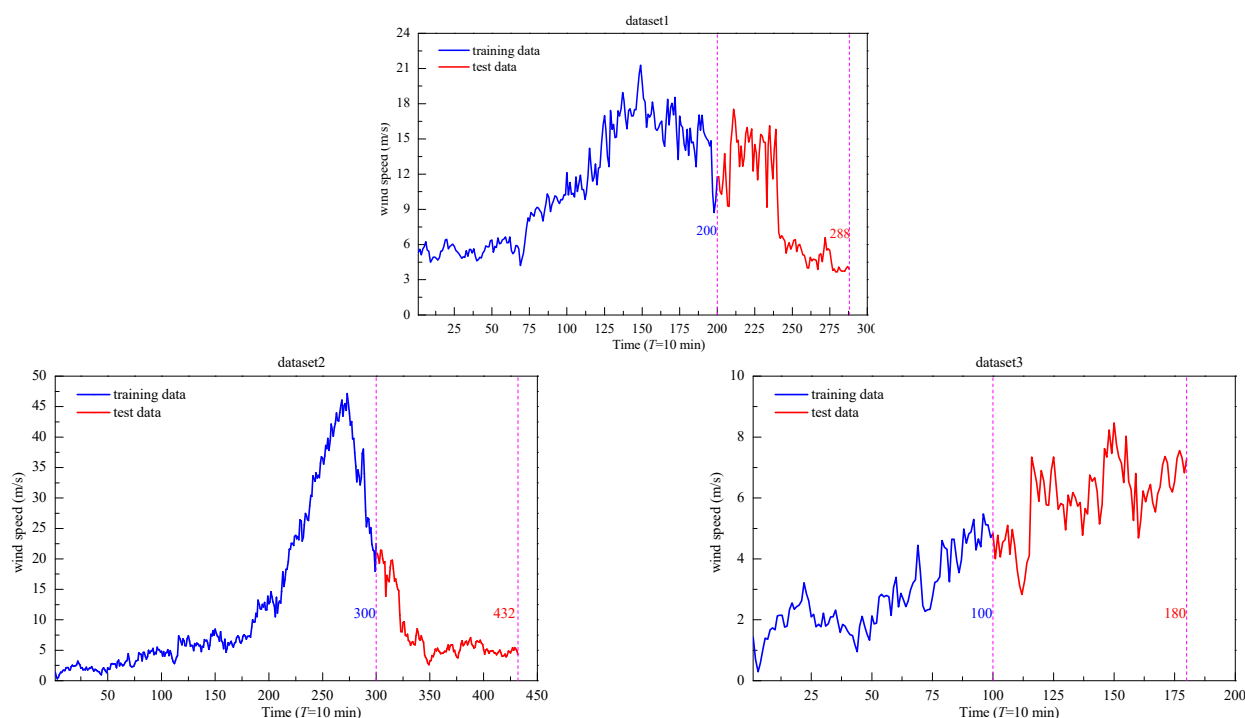 dataset1
24
21
18
15
12
9
6
3
0
wind speed (m/s)
training data
test data
200
288
25 50 75 100 125 150 175 200 225 250 275 300
Time (T=10 min)
dataset2
50
45
40
35
30
25
20
15
10
5
0
wind speed (m/s)
training data
test data
300
432
50 100 150 200 250 300 350 400 450
Time (T=10 min)
dataset3
10
8
6
4
2
0
wind speed (m/s)
training data
test data
100
180
25 50 75 100 125 150 175 200
Time (T=10 min)